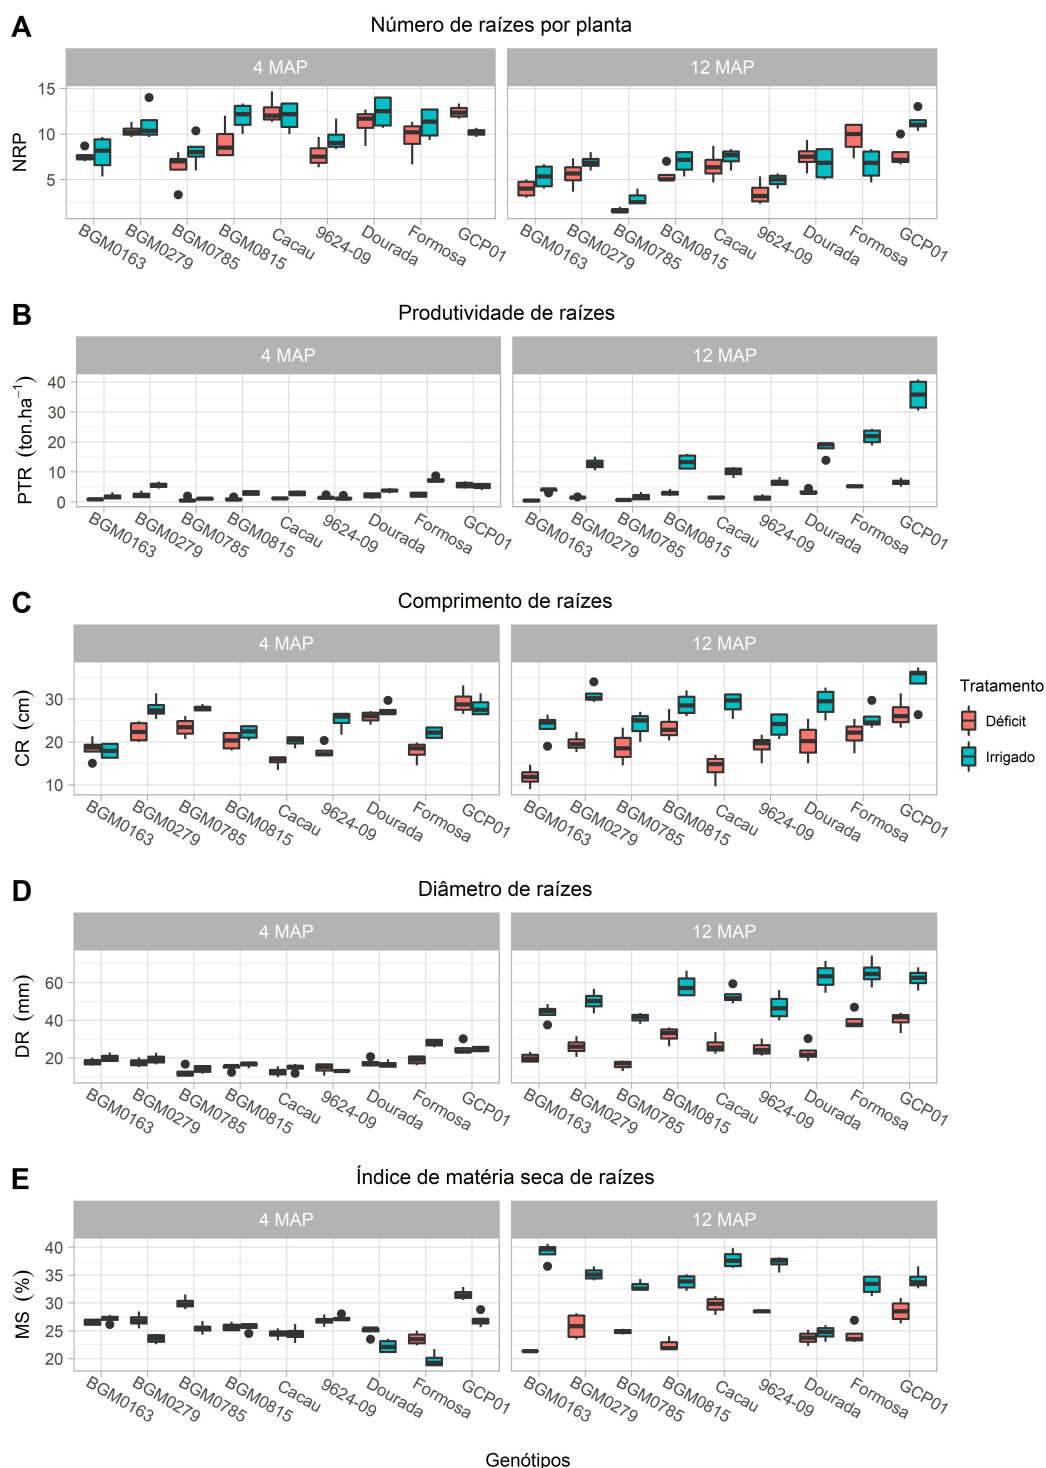 A
Número de raízes por planta
4 MAP
12 MAP
NRP
15
10
5
BGM0163
BGM0279
BGM0785
BGM0815
Cacau
9624-09
Dourada
Formosa
GCP01
BGM0163
BGM0279
BGM0785
BGM0815
Cacau
9624-09
Dourada
Formosa
GCP01
B
Produtividade de raízes
4 MAP
12 MAP
PTR (ton.ha⁻¹)
40
30
20
10
0
BGM0163
BGM0279
BGM0785
BGM0815
Cacau
9624-09
Dourada
Formosa
GCP01
BGM0163
BGM0279
BGM0785
BGM0815
Cacau
9624-09
Dourada
Formosa
GCP01
C
Comprimento de raízes
4 MAP
12 MAP
CR (cm)
30
20
10
BGM0163
BGM0279
BGM0785
BGM0815
Cacau
9624-09
Dourada
Formosa
GCP01
BGM0163
BGM0279
BGM0785
BGM0815
Cacau
9624-09
Dourada
Formosa
GCP01
Tratamento
Déficit
Irrigado
D
Diâmetro de raízes
4 MAP
12 MAP
DR (mm)
60
40
20
BGM0163
BGM0279
BGM0785
BGM0815
Cacau
9624-09
Dourada
Formosa
GCP01
BGM0163
BGM0279
BGM0785
BGM0815
Cacau
9624-09
Dourada
Formosa
GCP01
E
Índice de matéria seca de raízes
4 MAP
12 MAP
MS (%)
40
35
30
25
20
BGM0163
BGM0279
BGM0785
BGM0815
Cacau
9624-09
Dourada
Formosa
GCP01
BGM0163
BGM0279
BGM0785
BGM0815
Cacau
9624-09
Dourada
Formosa
GCP01
Genótipos